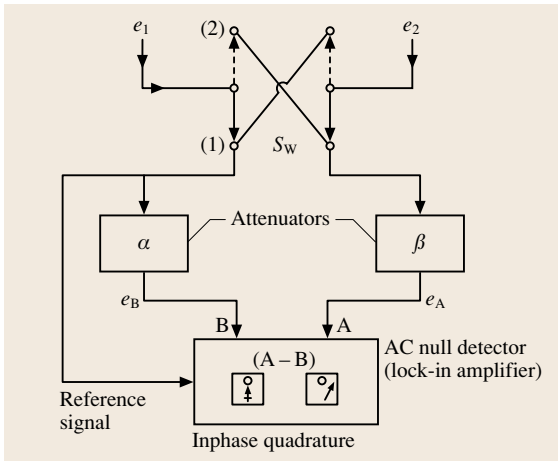 e1
(2)
e2
(1)
SW
Attenuators
α
β
eB
eA
B
A
(A – B)
AC null detector
(lock-in amplifier)
Reference
signal
Inphase quadrature